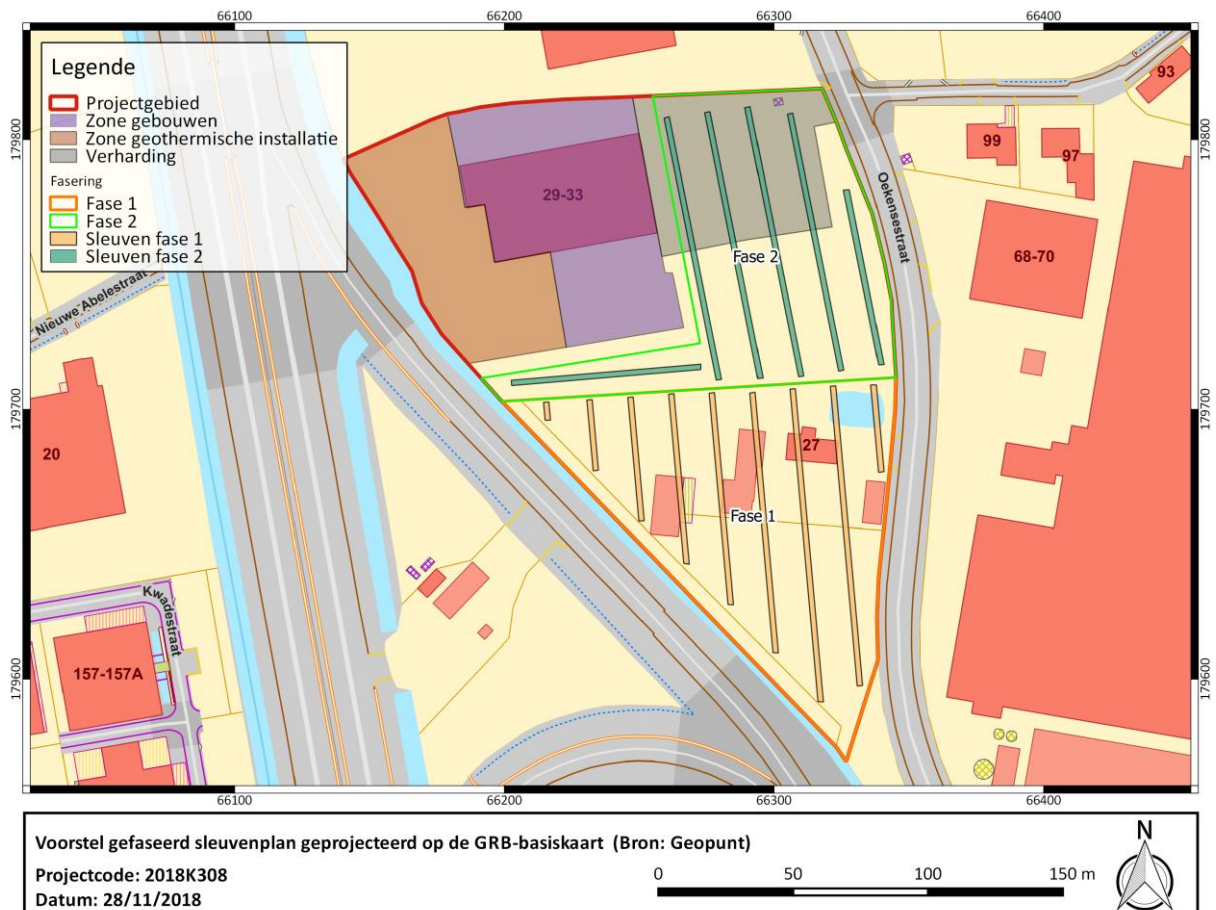 66100 66200 66300 66400
Legende
Projectgebied
Zone gebouwen
Zone geothermische installatie
Verharding
Fasering
Fase 1
Fase 2
Sleuven fase 1
Sleuven fase 2
179800
179700
179600
179800
179700
179600
93
99
97
29-33
Oekensestraat
68-70
Fase 2
Nieuwe Abelestraat
20
27
Fase 1
Kwadestraat
157-157A
66100 66200 66300 66400
Voorstel gefaseerd sleuvenplan geprojecteerd op de GRB-basiskaart (Bron: Geopunt)
Projectcode: 2018K308
Datum: 28/11/2018
0 50 100 150 m
N